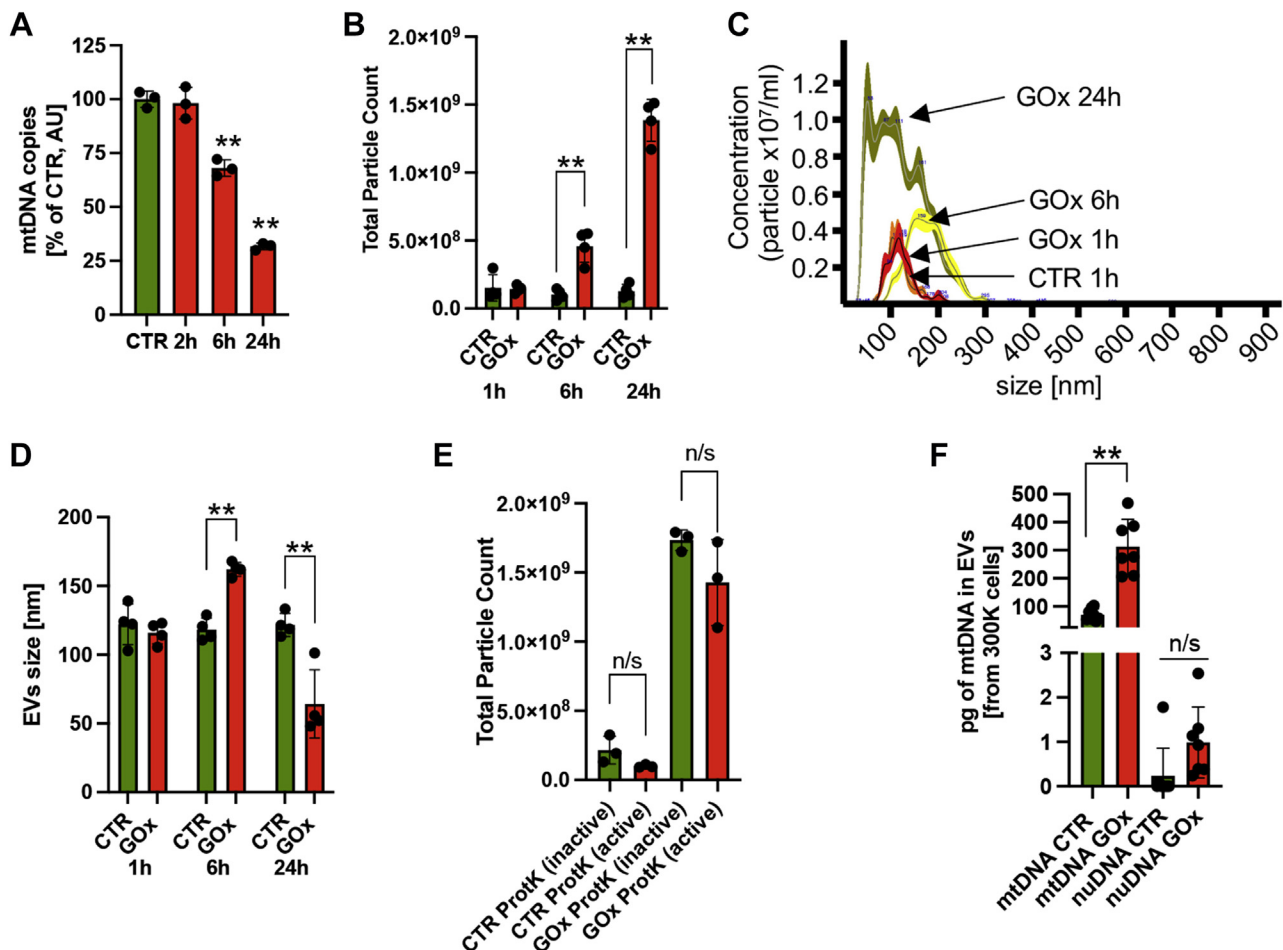 A
mtDNA copies
[% of CTR, AU]
125
100
75
50
25
0
**
**
CTR 2h 6h 24h
B
Total Particle Count
2.0×10⁹
1.5×10⁹
1.0×10⁹
5.0×10⁸
0.0
**
**
CTR GOx CTR GOx CTR GOx
1h 6h 24h
C
Concentration
(particle x10⁷/ml)
1.2
1.0
0.8
0.6
0.4
0.2
GOx 24h
GOx 6h
GOx 1h
CTR 1h
100 200 300 400 500 600 700 800 900
size [nm]
D
EVs size [nm]
200
150
100
50
0
**
**
CTR GOx CTR GOx CTR GOx
1h 6h 24h
E
Total Particle Count
2.0×10⁹
1.5×10⁹
1.0×10⁹
5.0×10⁸
0.0
n/s
n/s
CTR ProtK (inactive)
CTR ProtK (active)
GOx ProtK (inactive)
GOx ProtK (active)
F
pg of mtDNA in EVs
[from 300K cells]
500
400
300
200
100
3
2
1
0
**
n/s
mtDNA CTR
mtDNA GOx
nuDNA CTR
nuDNA GOx